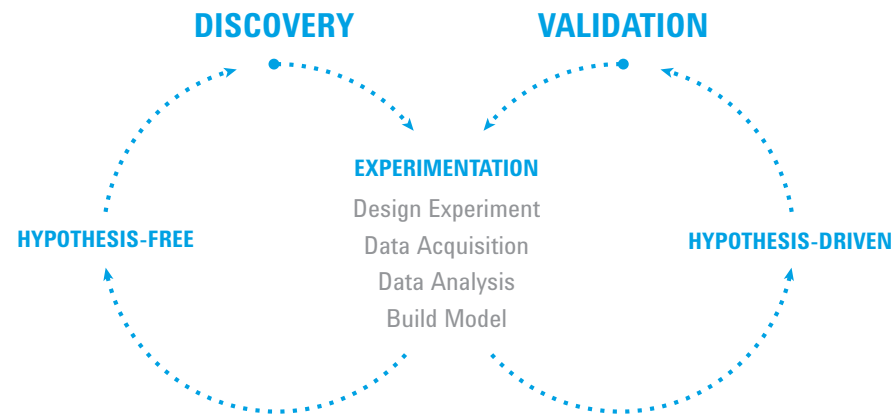 DISCOVERY
VALIDATION
EXPERIMENTATION
Design Experiment
Data Acquisition
Data Analysis
Build Model
HYPOTHESIS-FREE
HYPOTHESIS-DRIVEN